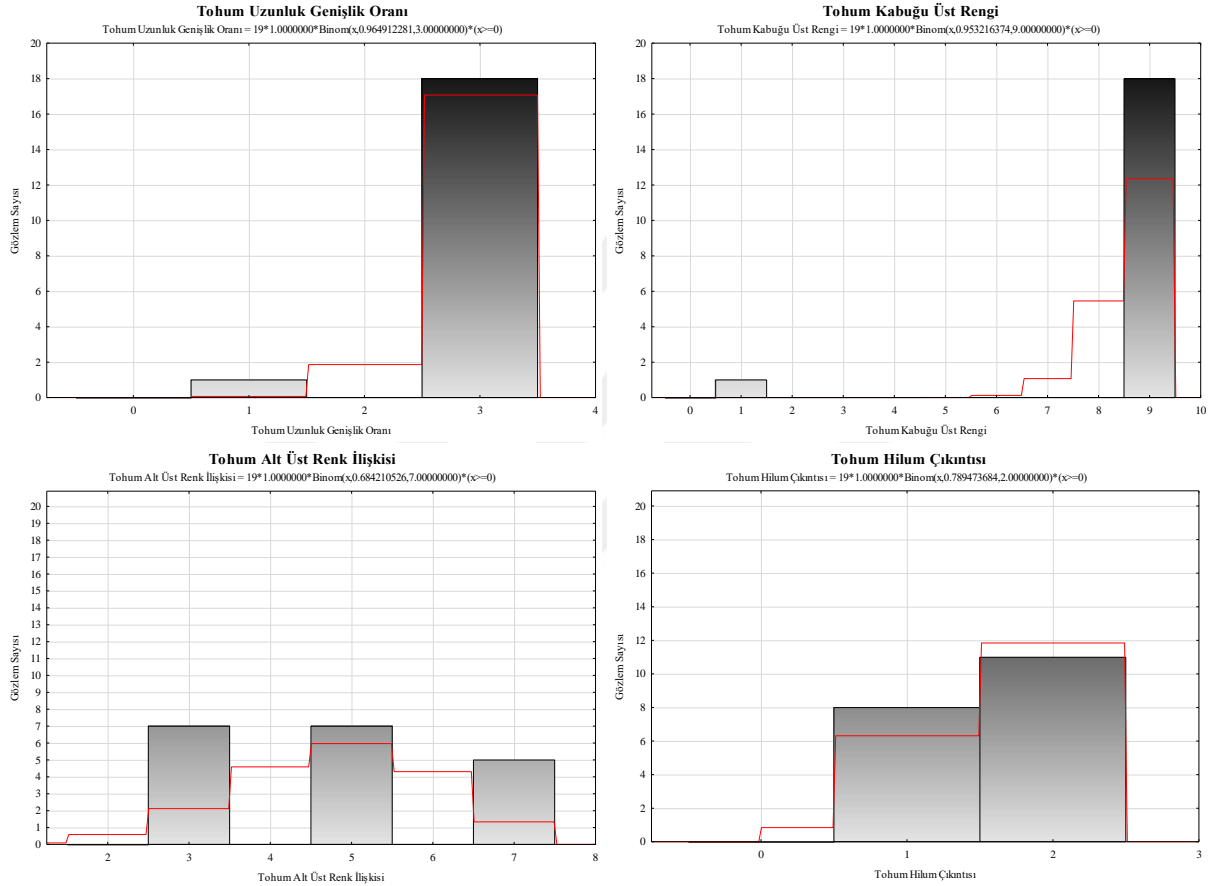 Tohum Uzunluk Genişlik Oranı
Tohum Uzunluk Genişlik Oranı = 19*1.0000000*Binom(x,0.964912281,3.00000000)*(x>=0)
20
18
16
14
12
10
8
6
4
2
0
Gözlem Sayısı
0 1 2 3 4
Tohum Uzunluk Genişlik Oranı
Tohum Kabuğu Üst Rengi
Tohum Kabuğu Üst Rengi = 19*1.0000000*Binom(x,0.953216374,9.00000000)*(x>=0)
20
18
16
14
12
10
8
6
4
2
0
Gözlem Sayısı
0 1 2 3 4 5 6 7 8 9 10
Tohum Kabuğu Üst Rengi
Tohum Alt Üst Renk İlişkisi
Tohum Alt Üst Renk İlişkisi = 19*1.0000000*Binom(x,0.684210526,7.00000000)*(x>=0)
20
19
18
17
16
15
14
13
12
11
10
9
8
7
6
5
4
3
2
1
0
Gözlem Sayısı
2 3 4 5 6 7 8
Tohum Alt Üst Renk İlişkisi
Tohum Hilum Çıkıntısı
Tohum Hilum Çıkıntısı = 19*1.0000000*Binom(x,0.789473684,2.00000000)*(x>=0)
20
18
16
14
12
10
8
6
4
2
0
Gözlem Sayısı
0 1 2 3
Tohum Hilum Çıkıntısı